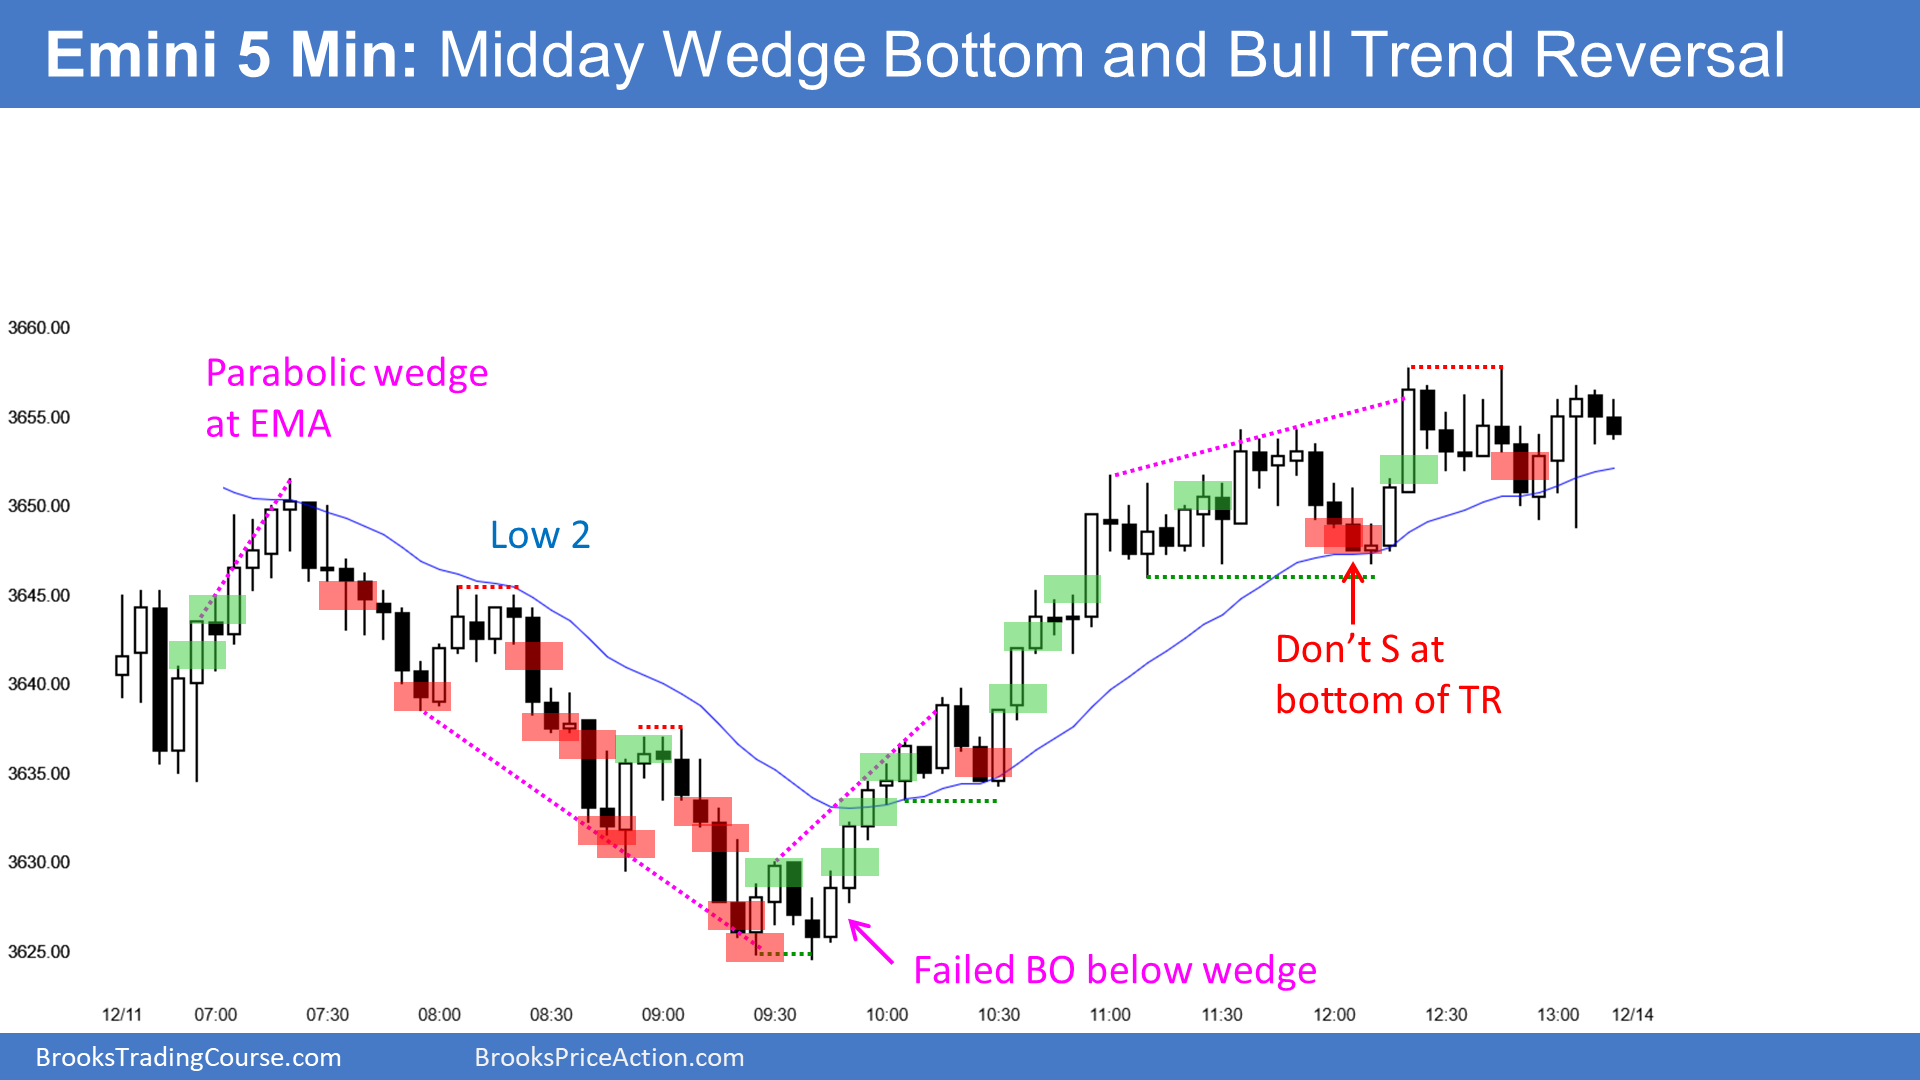 Emini 5 Min: Midday Wedge Bottom and Bull Trend Reversal
3660.00
3655.00
3650.00
3645.00
3640.00
3635.00
3630.00
3625.00
Parabolic wedge
at EMA
Low 2
Don’t S at
bottom of TR
Failed BO below wedge
12/11 07:00 07:30 08:00 08:30 09:00 09:30 10:00 10:30 11:00 11:30 12:00 12:30 13:00 12/14
BrooksTradingCourse.com BrooksPriceAction.com